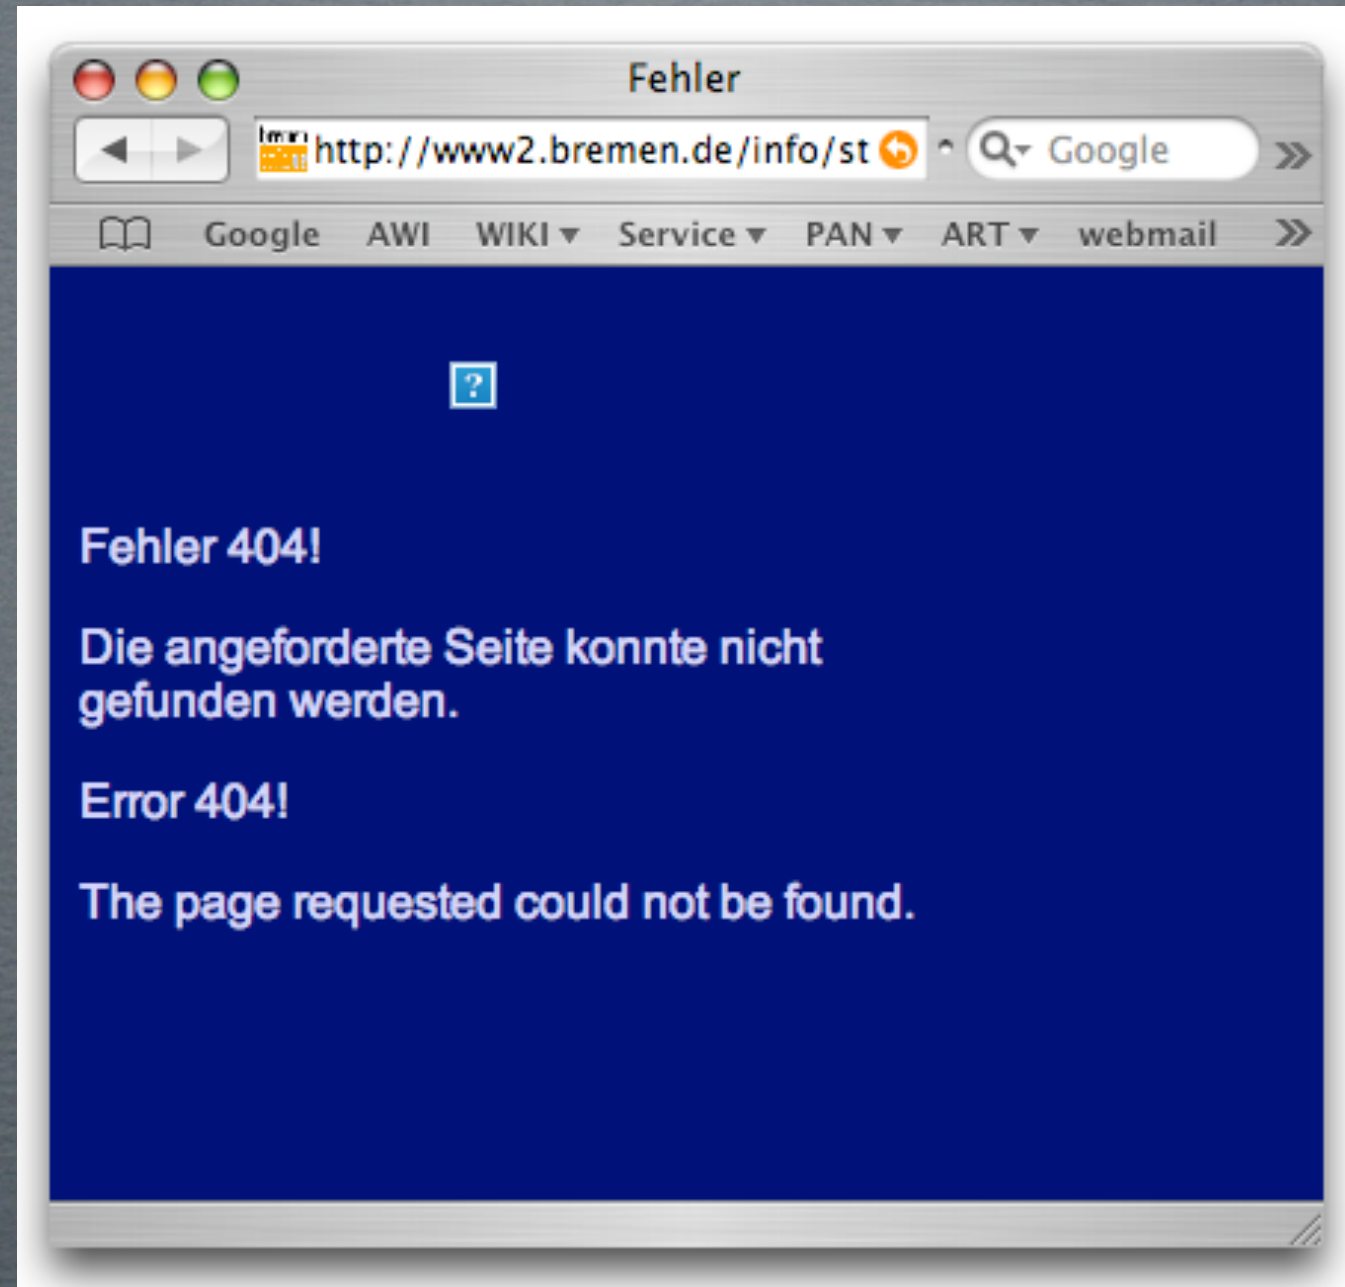 Fehler
http://www2.bremen.de/info/st
Google
Google AWI WIKI Service PAN ART webmail
?
Fehler 404!
Die angeforderte Seite konnte nicht
gefunden werden.
Error 404!
The page requested could not be found.